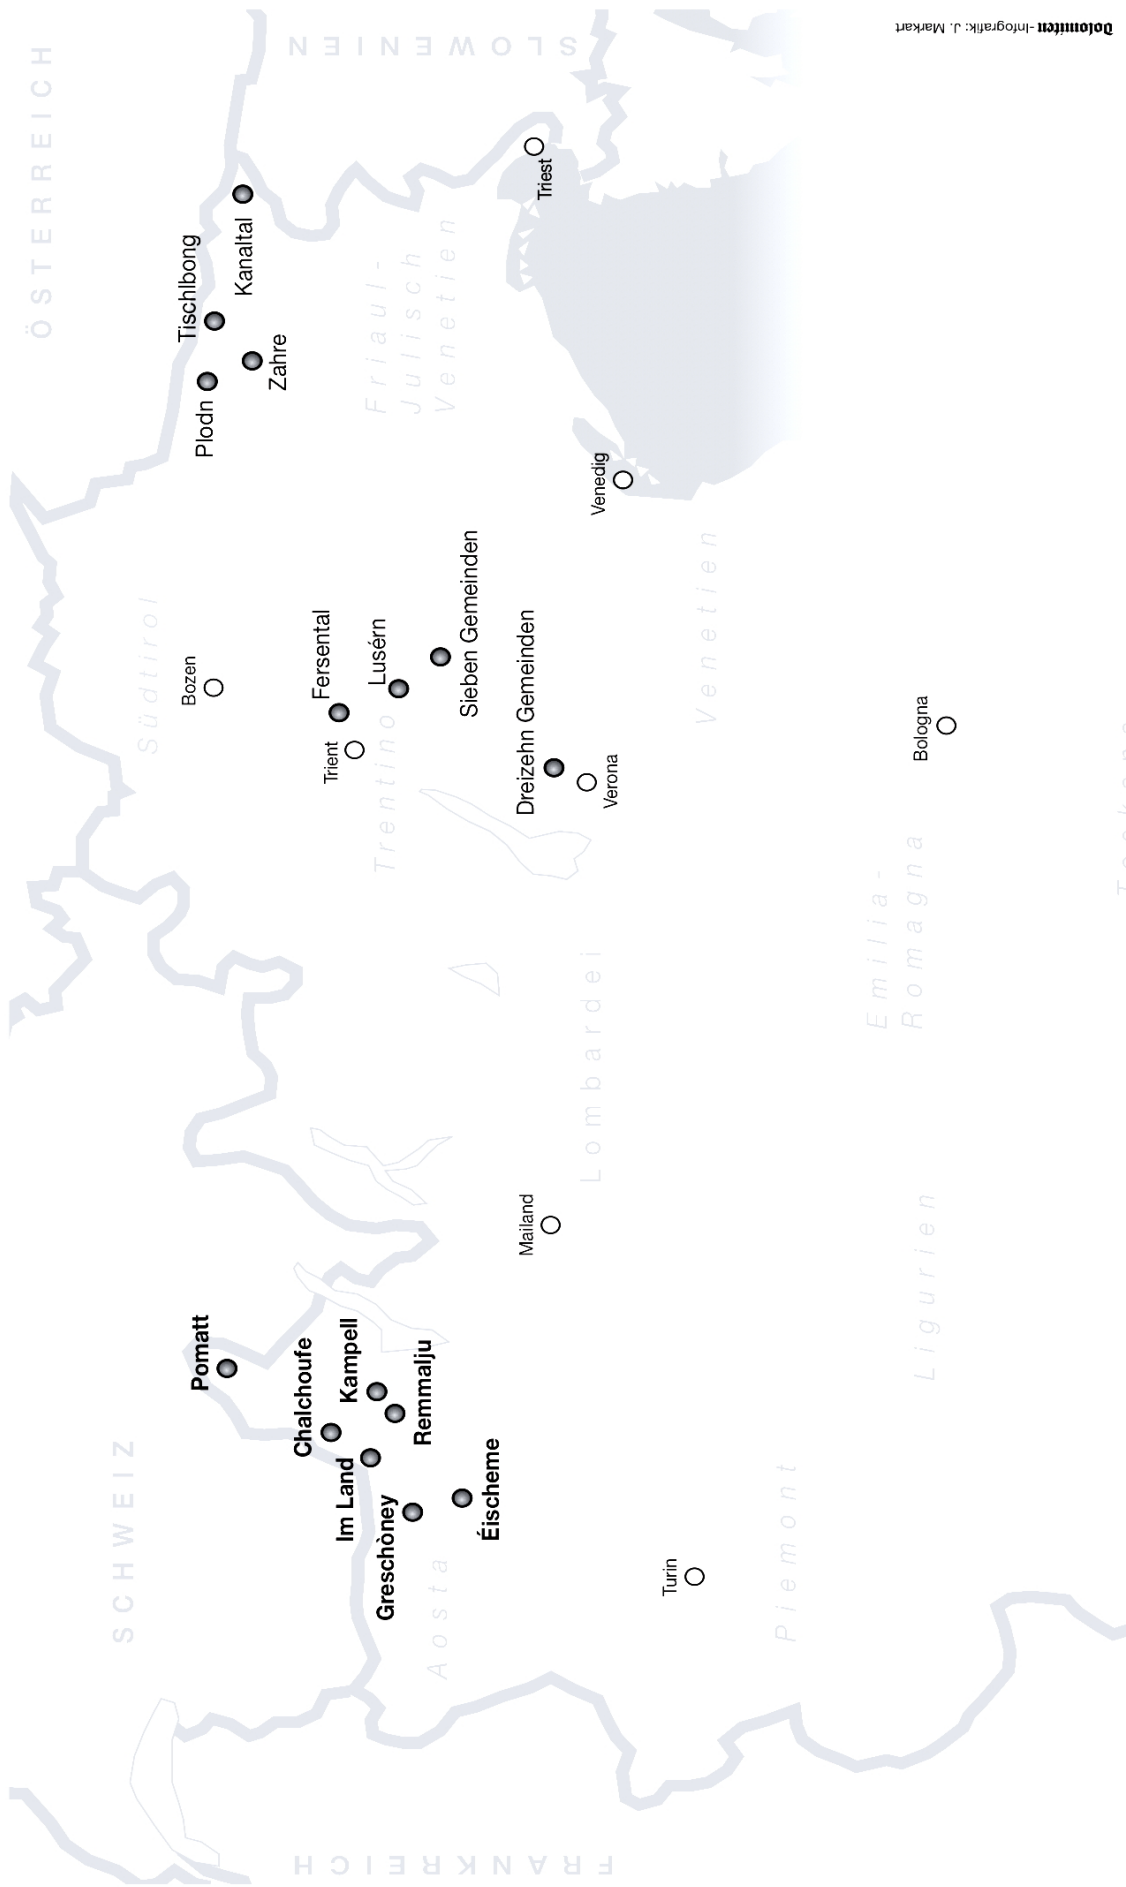 ÖSTERREICH
SCHWEIZ
Südtirol
Tischlbong
Bozen
Pomatt
Plodn
Kanaltal
Zahre
Chalchoufe
Fersental
Trient
Im Land
Kampell
Lusérn
Trentino
Greschòney
Friaul-
Julisch
Venetien
Remmalju
Aosta
Sieben Gemeinden
Éischeme
SLOWENIEN
FRANKREICH
Dreizehn Gemeinden
Mailand
Triest
Lombardei
Venedig
Verona
Turin
Venetien
Piemont
Emilia-
Romagna
Bologna
Ligurien
Dolomiten-Infografik: J. Markart